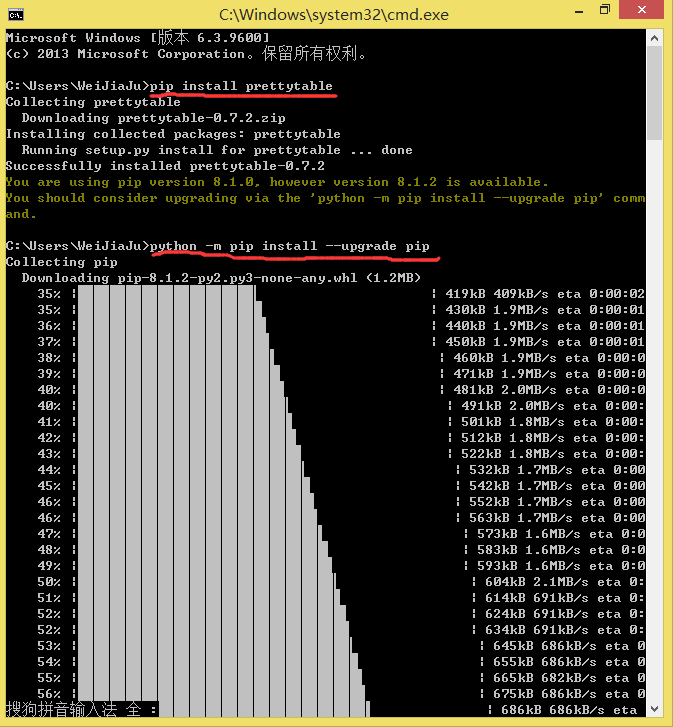 C:\Windows\system32\cmd.exe
Microsoft Windows [版本 6.3.9600]
(c) 2013 Microsoft Corporation。保留所有权利。
C:\Users\WeiJiaJu>pip install prettytable
Collecting prettytable
Downloading prettytable-0.7.2.zip
Installing collected packages: prettytable
Running setup.py install for prettytable ... done
Successfully installed prettytable-0.7.2
You are using pip version 8.1.0, however version 8.1.2 is available.
You should consider upgrading via the 'python -m pip install --upgrade pip' comm
and.
C:\Users\WeiJiaJu>python -m pip install --upgrade pip
Collecting pip
Downloading pip-8.1.2-py2.py3-none-any.whl (1.2MB)
35% | | 419kB 409kB/s eta 0:00:02
35% | | 430kB 1.9MB/s eta 0:00:01
36% | | 440kB 1.9MB/s eta 0:00:01
37% | | 450kB 1.9MB/s eta 0:00:01
38% | | 460kB 1.9MB/s eta 0:00:0
39% | | 471kB 1.9MB/s eta 0:00:0
40% | | 481kB 2.0MB/s eta 0:00:0
40% | | 491kB 2.0MB/s eta 0:00:
41% | | 501kB 1.8MB/s eta 0:00:
42% | | 512kB 1.8MB/s eta 0:00:
43% | | 522kB 1.8MB/s eta 0:00:
44% | | 532kB 1.7MB/s eta 0:00
45% | | 542kB 1.7MB/s eta 0:00
46% | | 552kB 1.7MB/s eta 0:00
46% | | 563kB 1.7MB/s eta 0:00
47% | | 573kB 1.6MB/s eta 0:0
48% | | 583kB 1.6MB/s eta 0:0
49% | | 593kB 1.6MB/s eta 0:0
50% | | 604kB 2.1MB/s eta 0:
51% | | 614kB 691kB/s eta 0:
52% | | 624kB 691kB/s eta 0:
52% | | 634kB 691kB/s eta 0:
53% | | 645kB 686kB/s eta 0
54% | | 655kB 686kB/s eta 0
55% | | 665kB 682kB/s eta 0
56% | | 675kB 686kB/s eta 0
搜狗拼音输入法 全 : | 686kB 686kB/s eta